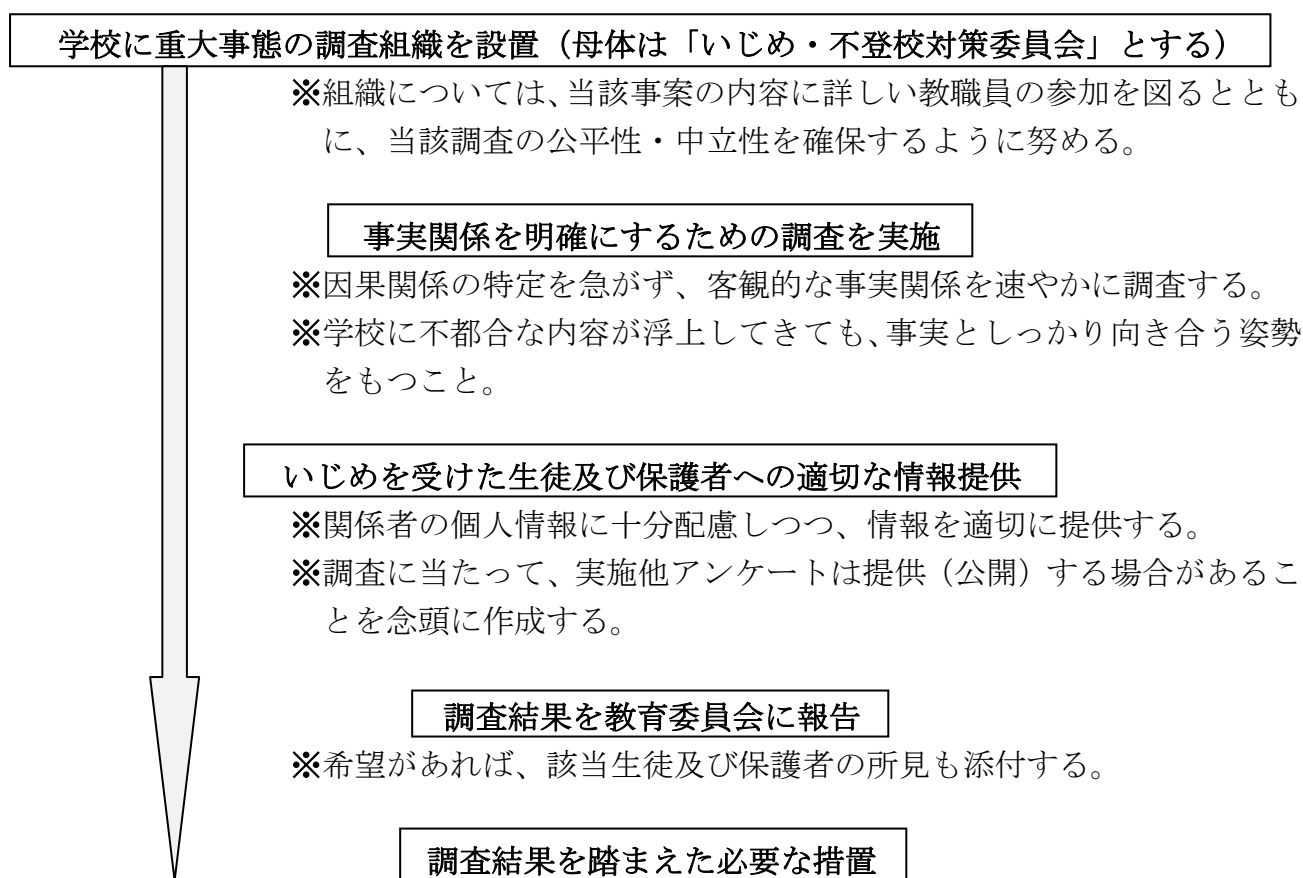 学校に重大事態の調査組織を設置（母体は「いじめ・不登校対策委員会」とする）
※組織については、当該事案の内容に詳しい教職員の参加を図るととも
に、当該調査の公平性・中立性を確保するように努める。
事実関係を明確にするための調査を実施
※因果関係の特定を急がず、客観的な事実関係を速やかに調査する。
※学校に不都合な内容が浮上してきても、事実としっかり向き合う姿勢
をもつこと。
いじめを受けた生徒及び保護者への適切な情報提供
※関係者の個人情報に十分配慮しつつ、情報を適切に提供する。
※調査に当たって、実施他アンケートは提供（公開）する場合があるこ
とを念頭に作成する。
調査結果を教育委員会に報告
※希望があれば、該当生徒及び保護者の所見も添付する。
調査結果を踏まえた必要な措置